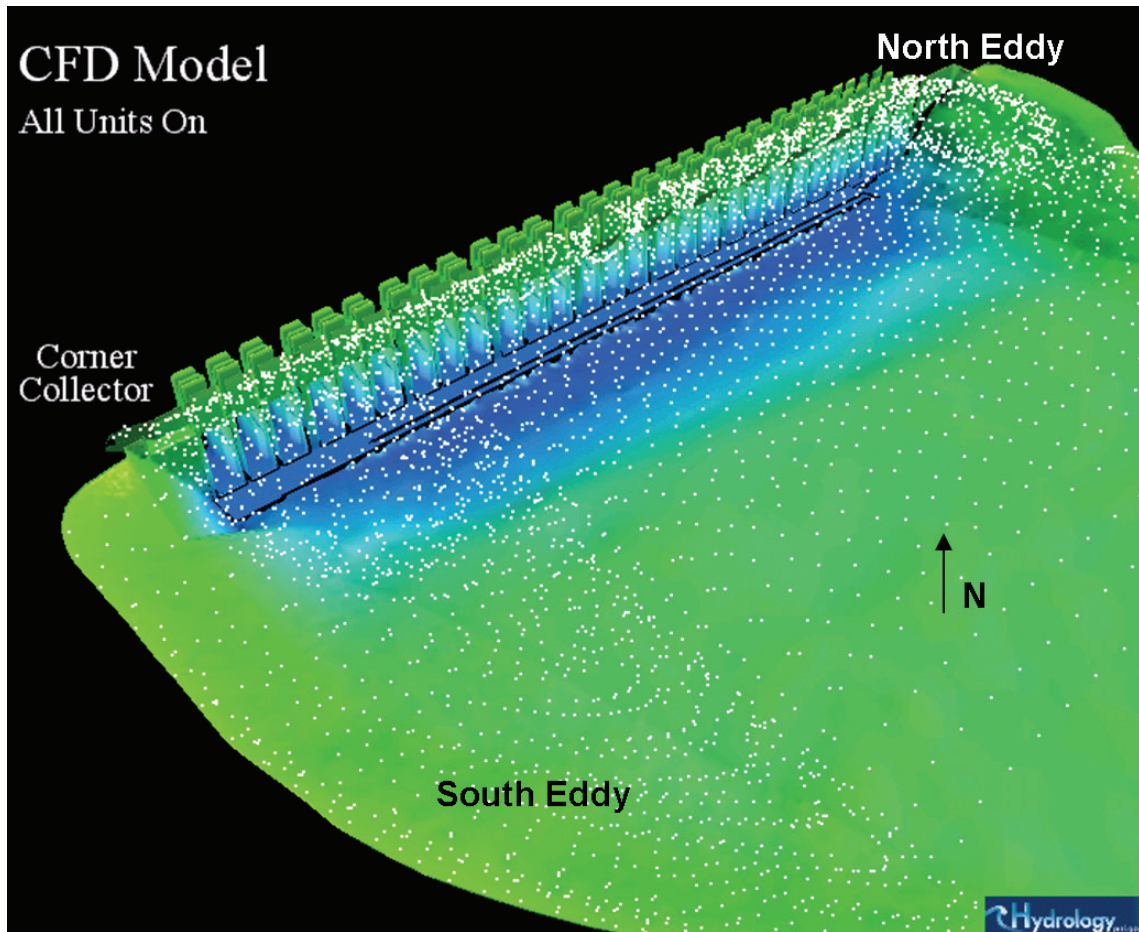 CFD Model
All Units On
North Eddy
Corner
Collector
N
South Eddy
Hydrology